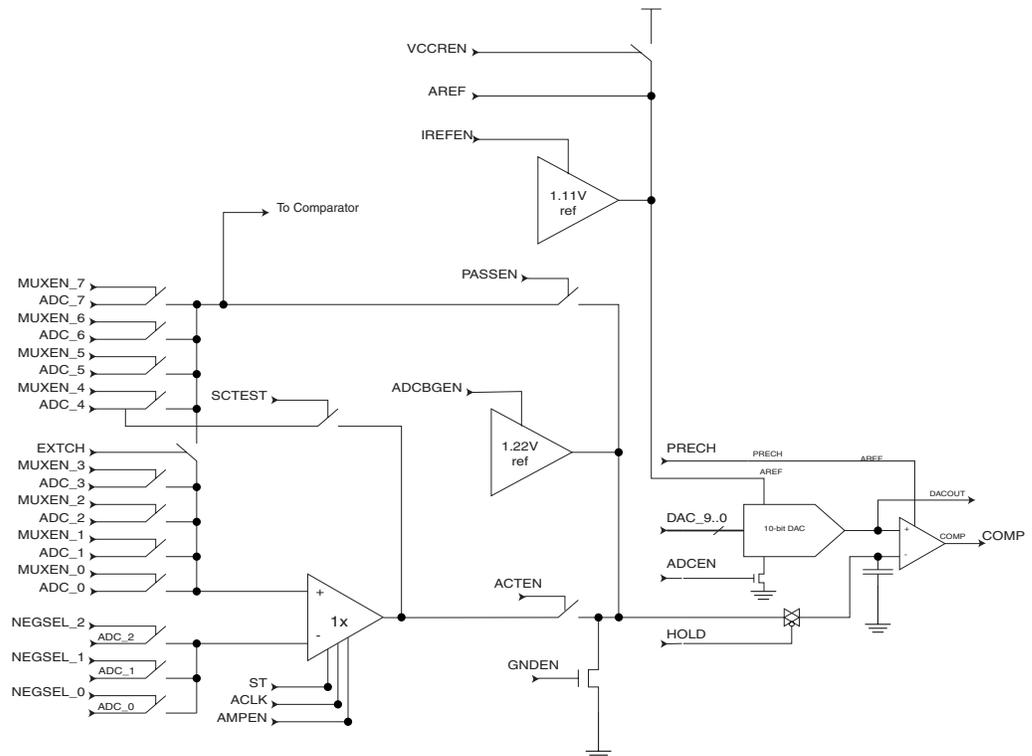 VCCREN
AREF
IREFEN
1.11V
ref
To Comparator
PASSEN
MUXEN_7
ADC_7
MUXEN_6
ADC_6
MUXEN_5
ADC_5
MUXEN_4
ADC_4
SCTEST
ADCBGEN
1.22V
ref
EXTCH
MUXEN_3
ADC_3
MUXEN_2
ADC_2
MUXEN_1
ADC_1
MUXEN_0
ADC_0
PRECH
PRECH
AREF
AREF
DACOUT
DAC_9..0
10-bit DAC
+
-
COMP
COMP
ADCEN
ACTEN
+
1x
-
NEGSEL_2
ADC_2
NEGSEL_1
ADC_1
NEGSEL_0
ADC_0
HOLD
GNDEN
ST
ACLK
AMPEN